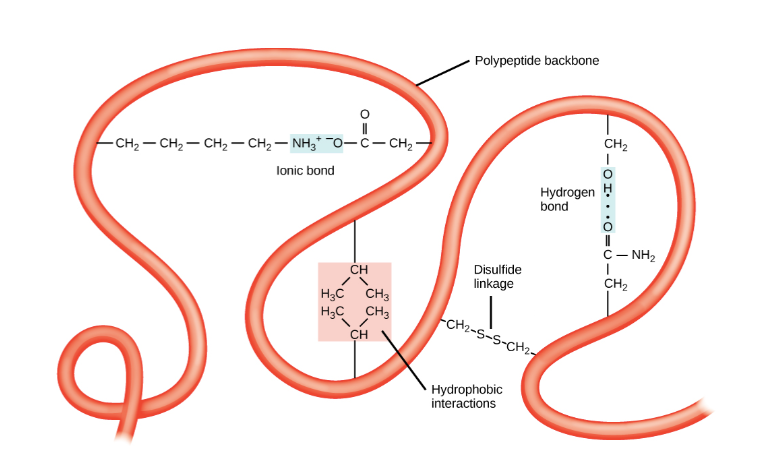 Polypeptide backbone
O
CH₂ — CH₂ — CH₂ — CH₂ — NH₃⁺ ⁻O — C — CH₂
Ionic bond
CH₂
O
H
Hydrogen
bond
O
C — NH₂
CH₂
CH
H₃C CH₃
H₃C CH₃
CH
Disulfide
linkage
CH₂ S S CH₂
Hydrophobic
interactions